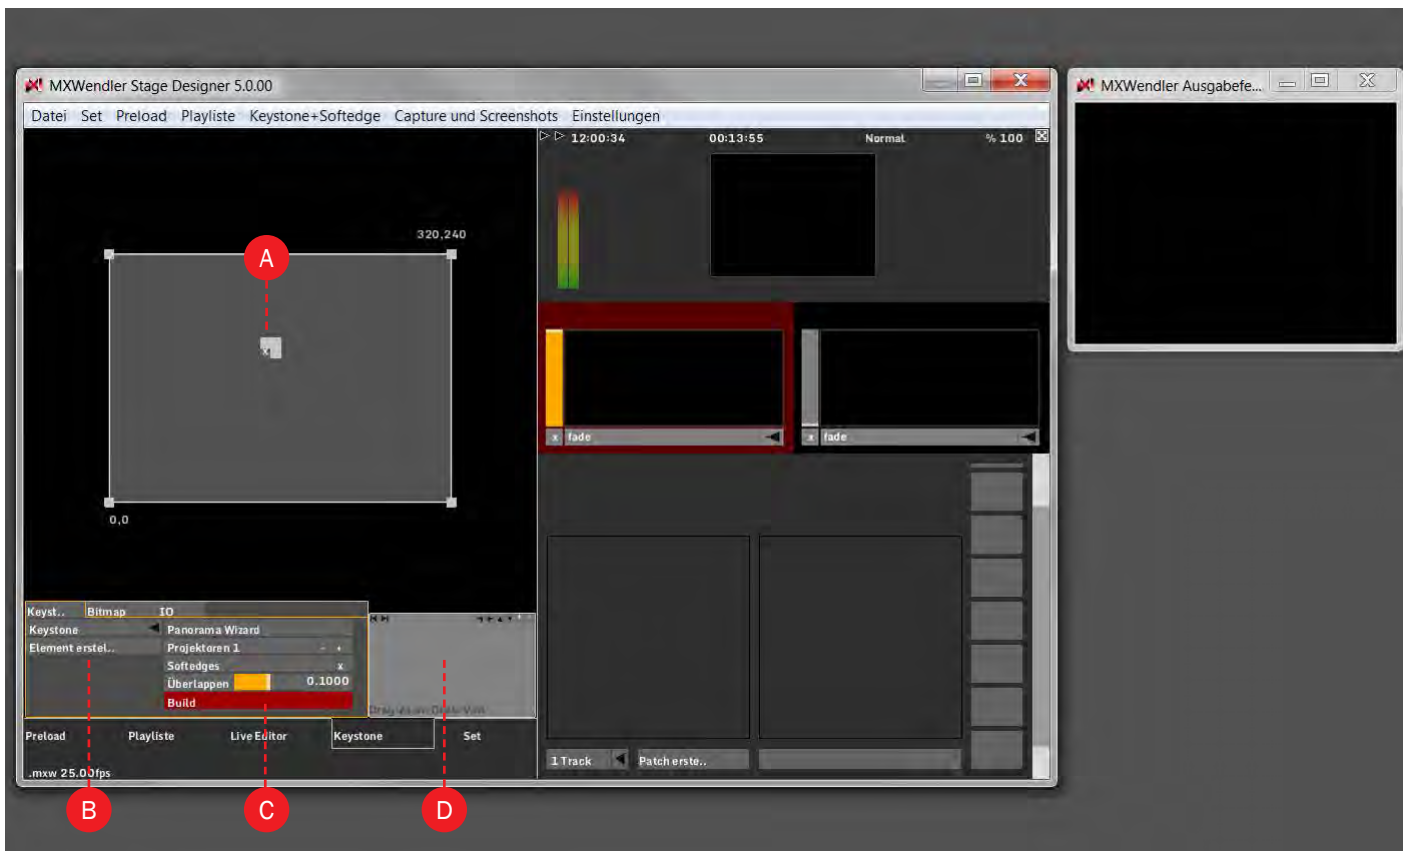 MXWendler Stage Designer 5.0.00
Datei Set Preload Playliste Keystone+Softedge Capture und Screenshots Einstellungen
12:00:34 00:13:55 Normal % 100
320,240
A
x
0,0
x fade
x fade
Keyst.. Bitmap IO
Keystone Panorama Wizard
Element erstel.. Projektoren 1 - +
Softedges x
Überlappen 0.1000
Build
Preload Playliste Live Editor Keystone Set
1 Track Patch erste..
.mxw 25.00fps
B
C
D
MXWendler Ausgabefe...